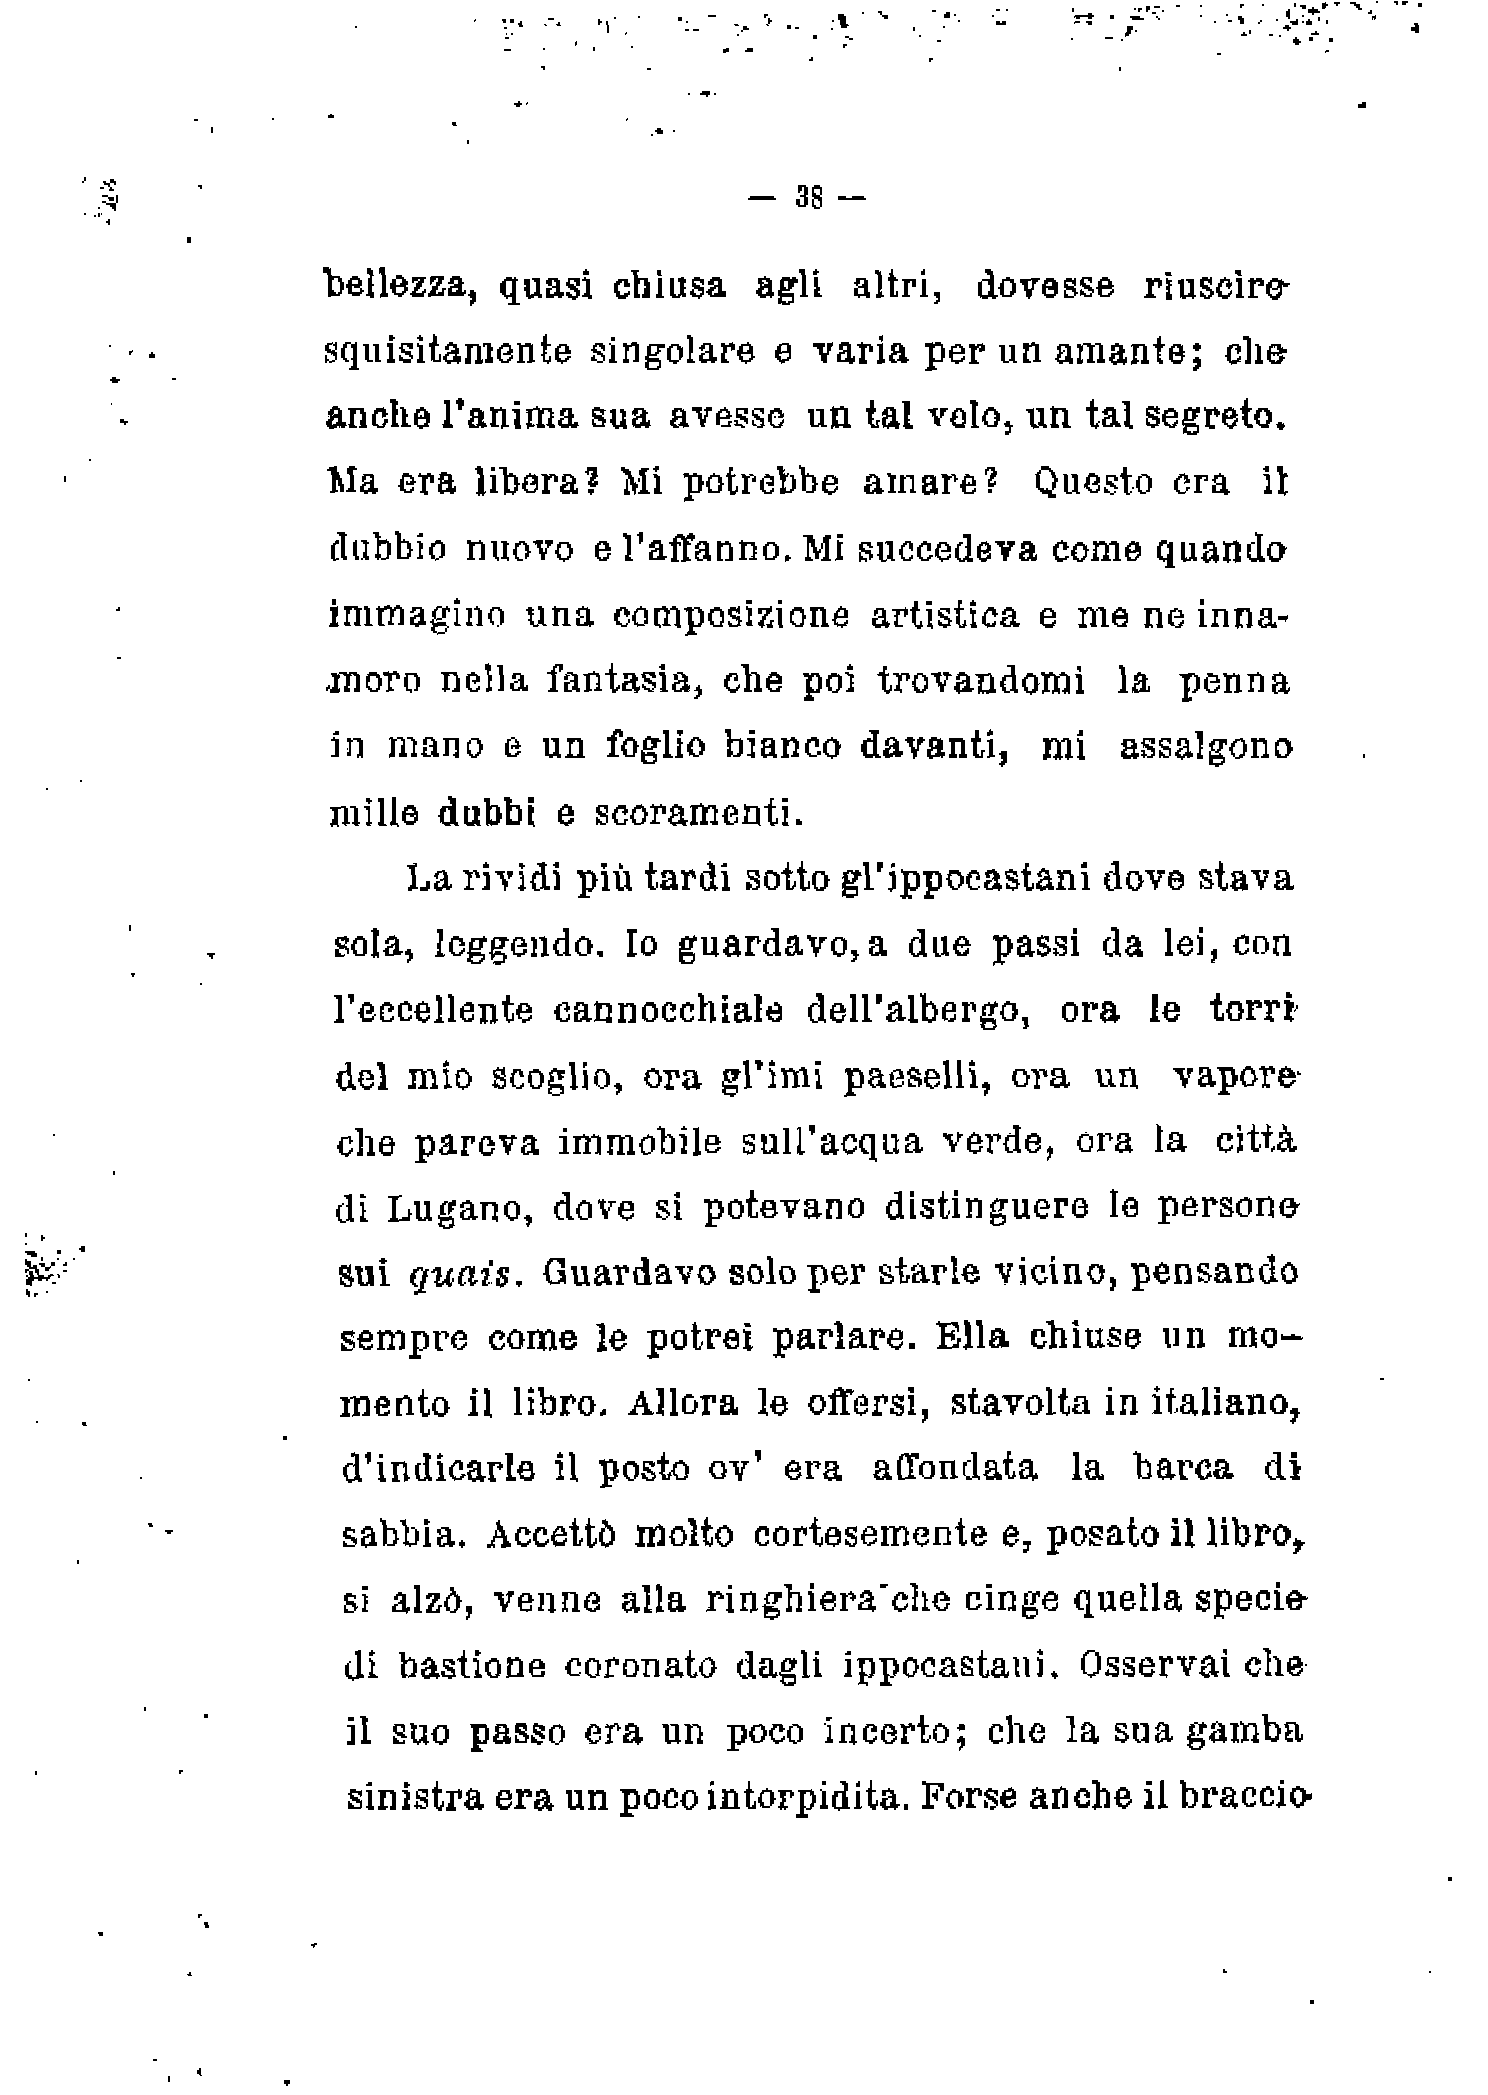 — 38 —
bellezza, quasi chiusa agli altri, dovesse riuscire
squisitamente singolare e varia per un amante; che
anche l'anima sua avesse un tal velo, un tal segreto.
Ma era libera? Mi potrebbe amare? Questo era il
dubbio nuovo e l'affanno. Mi succedeva come quando
immagino una composizione artistica e me ne inna-
moro nella fantasia, che poi trovandomi la penna
in mano e un foglio bianco davanti, mi assalgono
mille dubbi e scoramenti.
La rividi più tardi sotto gl'ippocastani dove stava
sola, leggendo. Io guardavo, a due passi da lei, con
l'eccellente cannocchiale dell'albergo, ora le torri
del mio scoglio, ora gl'imi paeselli, ora un vapore
che pareva immobile sull'acqua verde, ora la città
di Lugano, dove si potevano distinguere le persone
sui quais. Guardavo solo per starle vicino, pensando
sempre come le potrei parlare. Ella chiuse un mo-
mento il libro. Allora le offersi, stavolta in italiano,
d'indicarle il posto ov' era affondata la barca di
sabbia. Accettò molto cortesemente e, posato il libro,
si alzò, venne alla ringhiera che cinge quella specie
di bastione coronato dagli ippocastani. Osservai che
il suo passo era un poco incerto; che la sua gamba
sinistra era un poco intorpidita. Forse anche il braccio